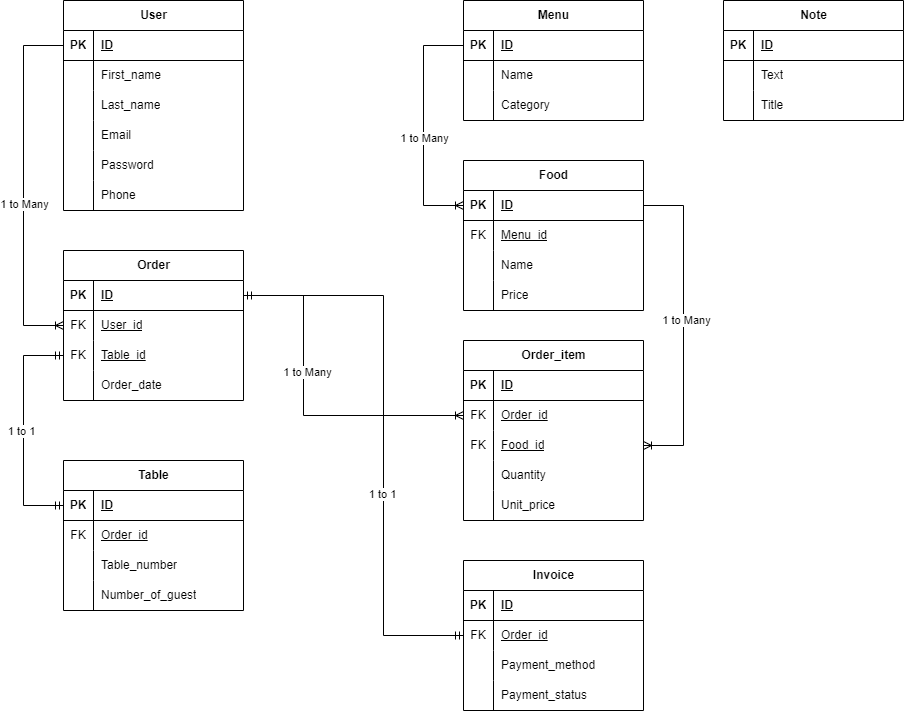 User
PK ID
First_name
Last_name
Email
Password
Phone
1 to Many
Order
PK ID
FK User_id
FK Table_id
Order_date
1 to 1
Table
PK ID
FK Order_id
Table_number
Number_of_guest
Menu
PK ID
Name
Category
1 to Many
Food
PK ID
FK Menu_id
Name
Price
1 to Many
Order_item
PK ID
FK Order_id
FK Food_id
Quantity
Unit_price
1 to Many
1 to 1
Invoice
PK ID
FK Order_id
Payment_method
Payment_status
Note
PK ID
Text
Title